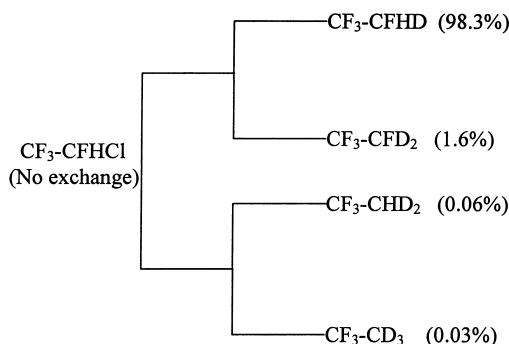 CF₃-CFHD (98.3%)
CF₃-CFD₂ (1.6%)
CF₃-CFHCl
(No exchange)
CF₃-CHD₂ (0.06%)
CF₃-CD₃ (0.03%)